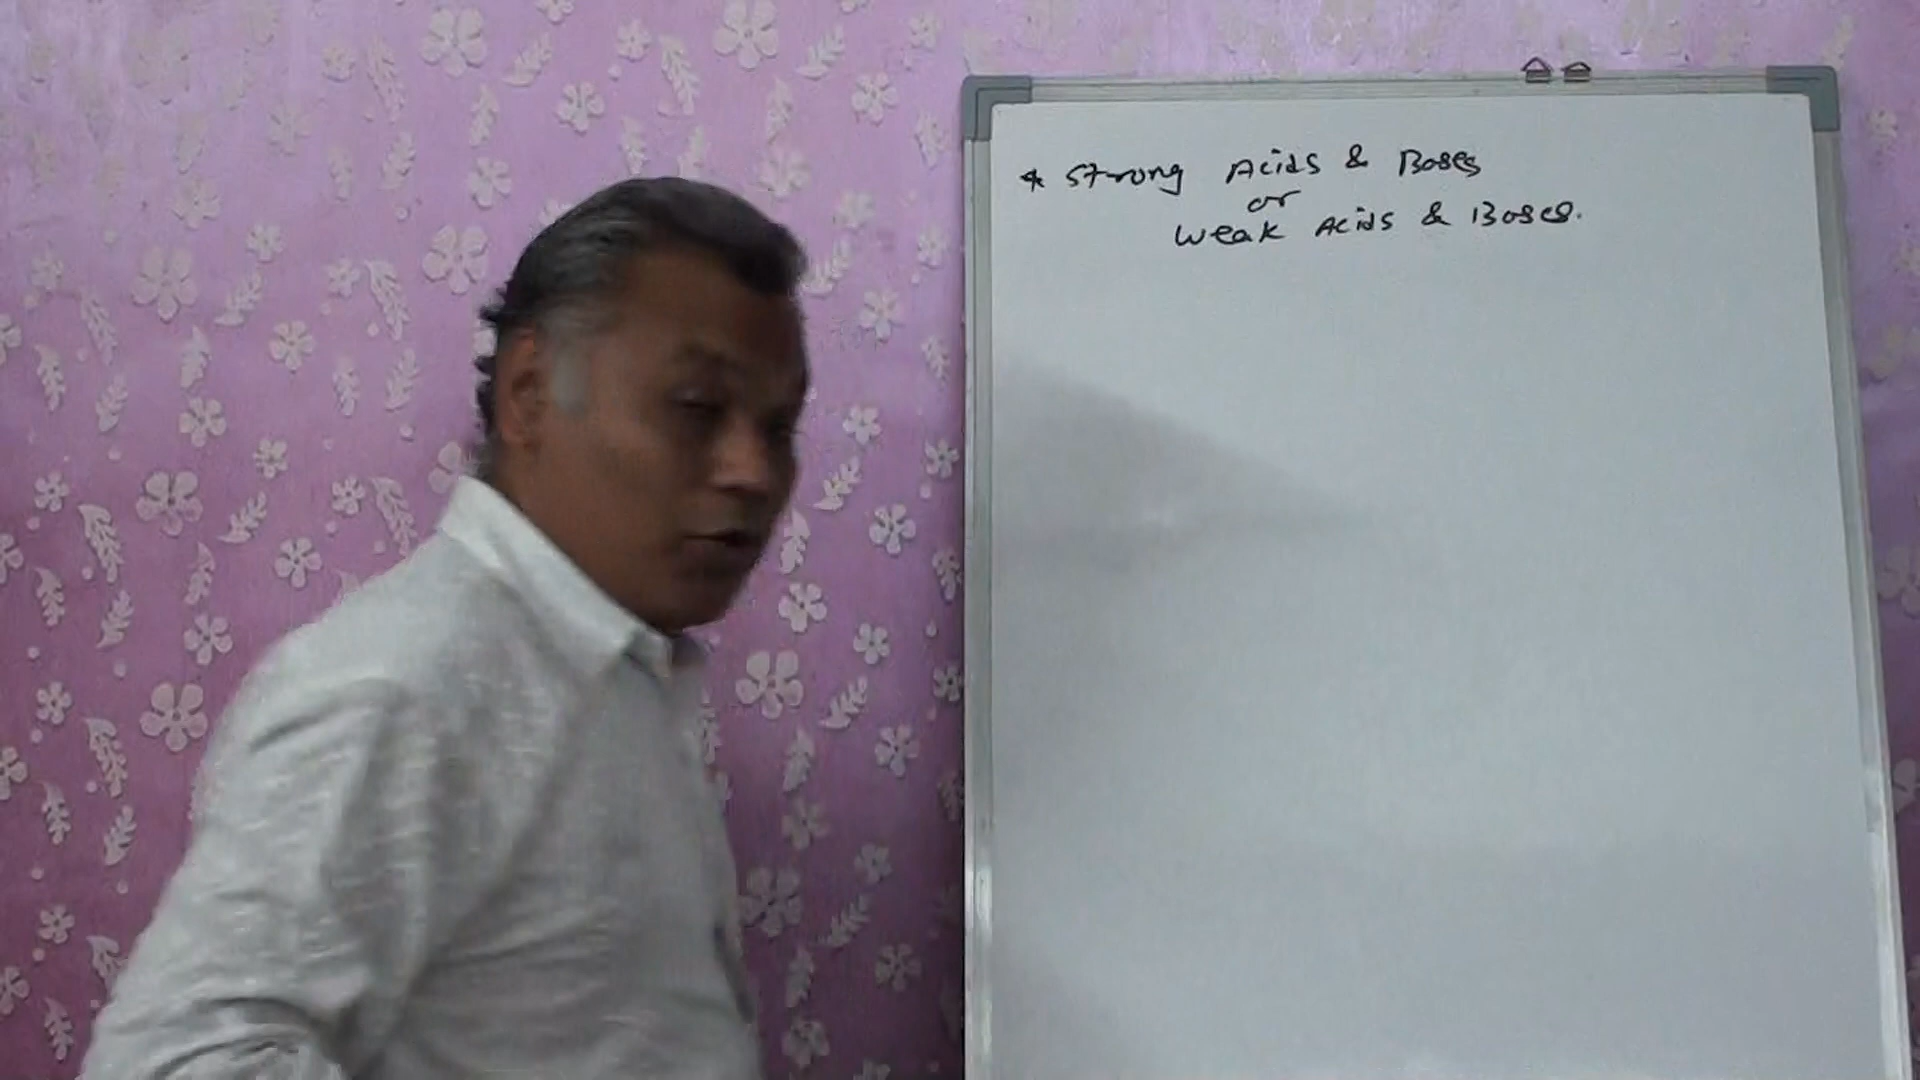 * Strong Acids & Bases
or
Weak Acids & Bases.